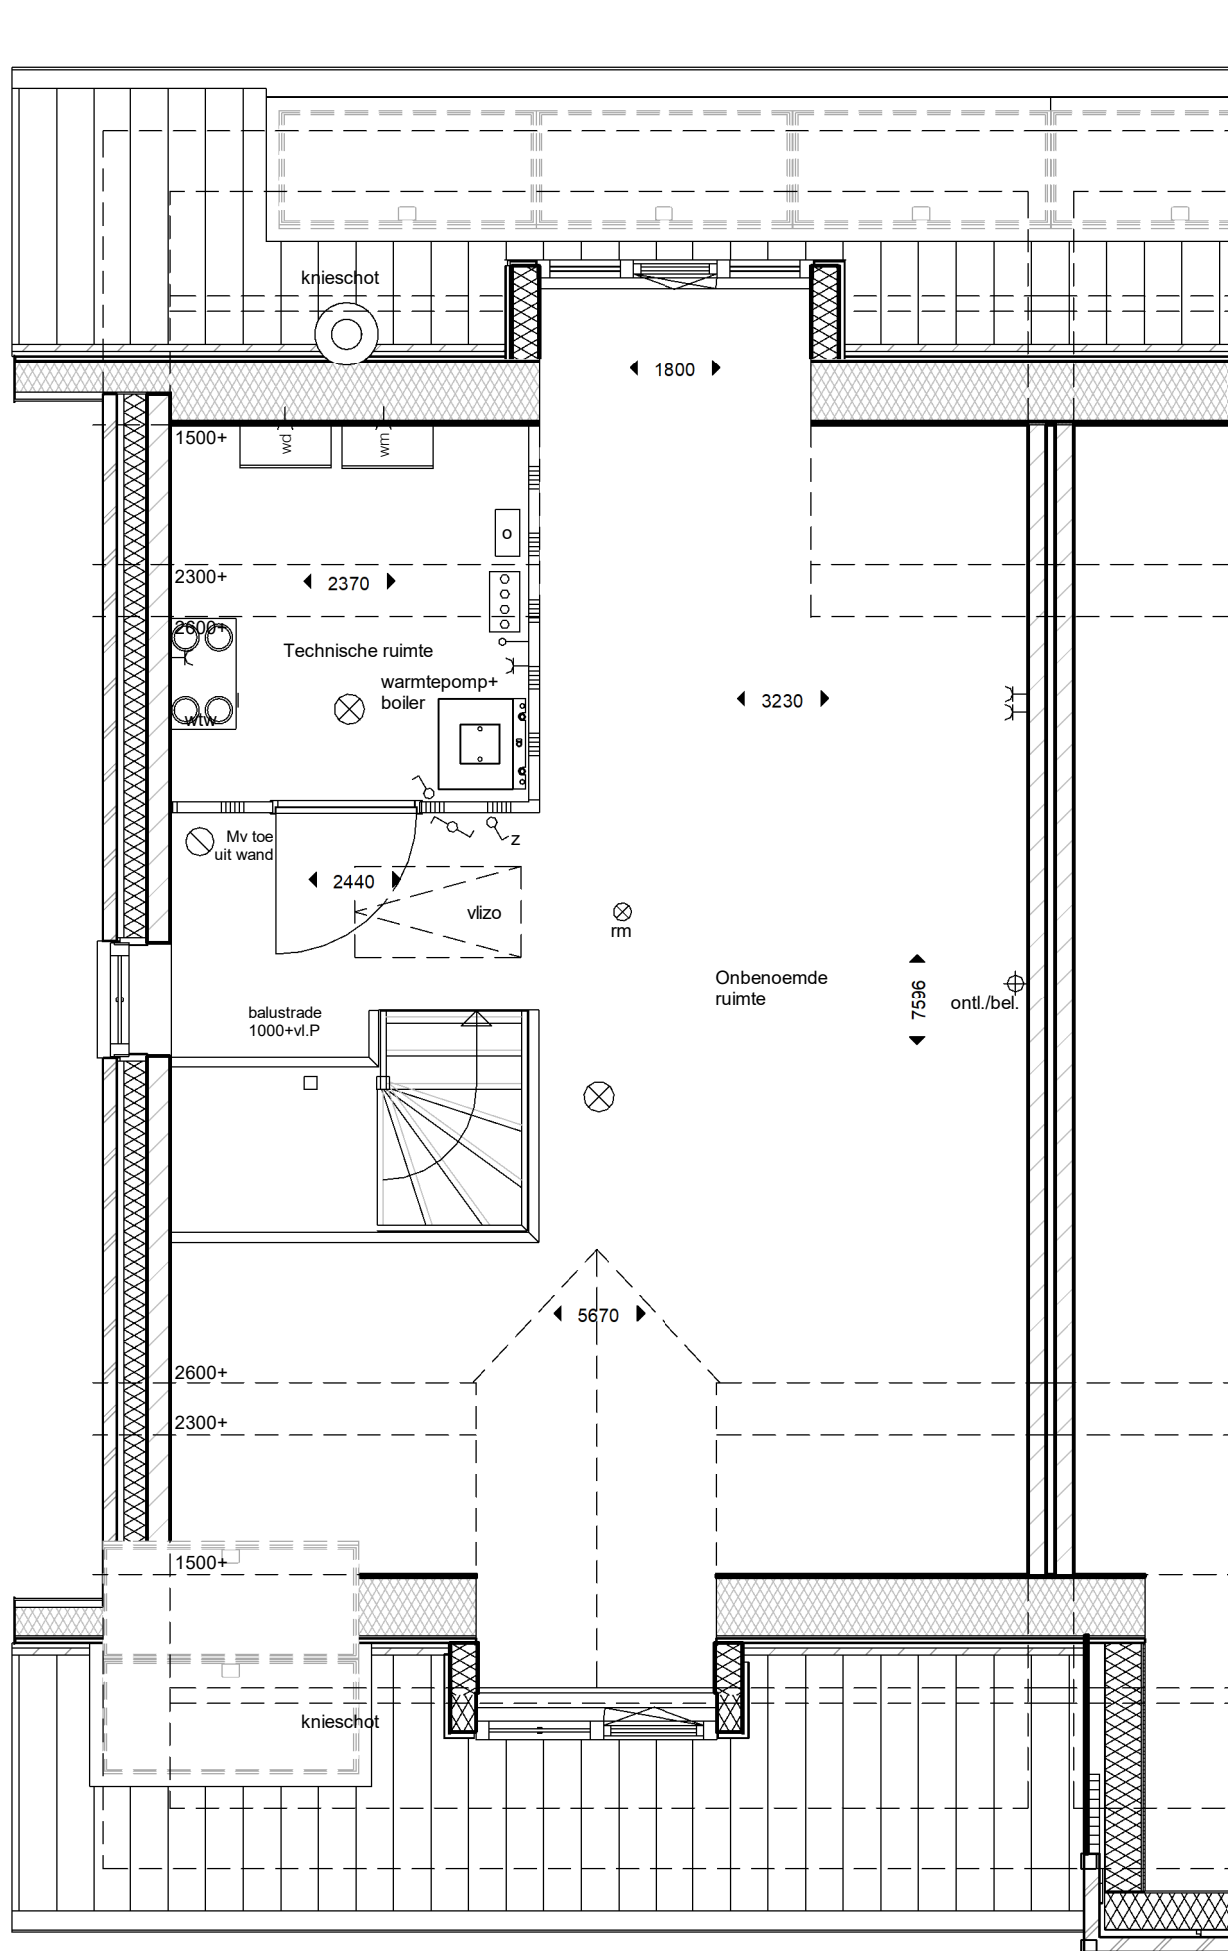 knieschot
1800
1500+
wd
wm
2300+
2370
2600+
Technische ruimte
warmtepomp+
boiler
wtw
3230
Mv toe
uit wand
z
2440
vlizo
rm
Onbenoemde
ruimte
7596
ontl./bel.
balustrade
1000+vl.P
5670
2600+
2300+
1500+
knieschot